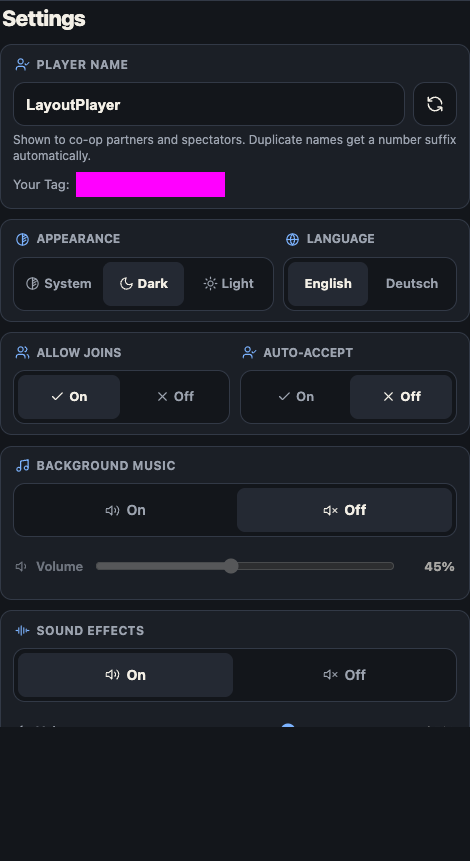 Settings
PLAYER NAME
LayoutPlayer
Shown to co-op partners and spectators. Duplicate names get a number suffix
automatically.
Your Tag:
APPEARANCE
LANGUAGE
System Dark Light
English Deutsch
ALLOW JOINS
AUTO-ACCEPT
On Off
On Off
BACKGROUND MUSIC
On Off
Volume 45%
SOUND EFFECTS
On Off